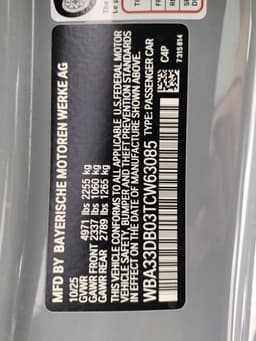 MFD BY BAYERISCHE MOTOREN WERKE AG
10/25
GVWR 4971 lbs 2255 kg
GAWR FRONT 2337 lbs 1060 kg
GAWR REAR 2789 lbs 1265 kg
THIS VEHICLE CONFORMS TO ALL APPLICABLE U.S.FEDERAL MOTOR
VEHICLE SAFETY, BUMPER, AND THEFT PREVENTION STANDARDS
IN EFFECT ON THE DATE OF MANUFACTURE SHOWN ABOVE.
WBA33DB03TCW63085 TYPE: PASSENGER CAR
C4P
7315814